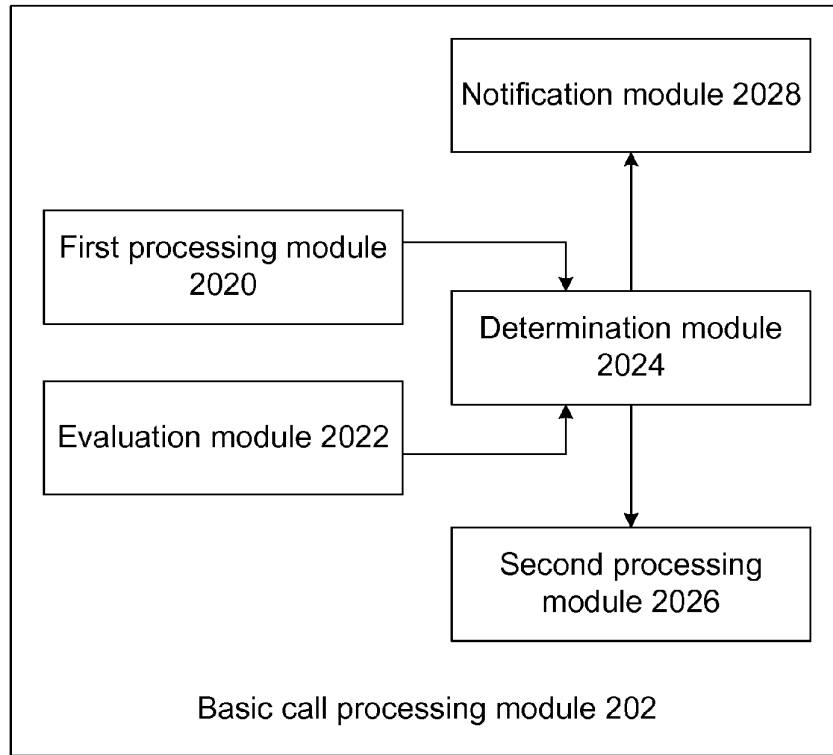 Notification module 2028
First processing module
2020
Determination module
2024
Evaluation module 2022
Second processing
module 2026
Basic call processing module 202